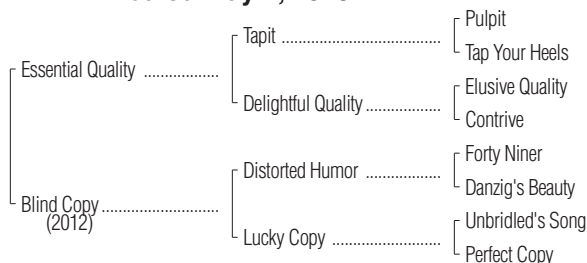 Pulpit
Tapit ........................................
Tap Your Heels
Essential Quality ...................
Elusive Quality
Delightful Quality ...................
Contrive
Forty Niner
Distorted Humor ...................
Danzig's Beauty
Blind Copy .............................
(2012)
Unbridled's Song
Lucky Copy ...........................
Perfect Copy